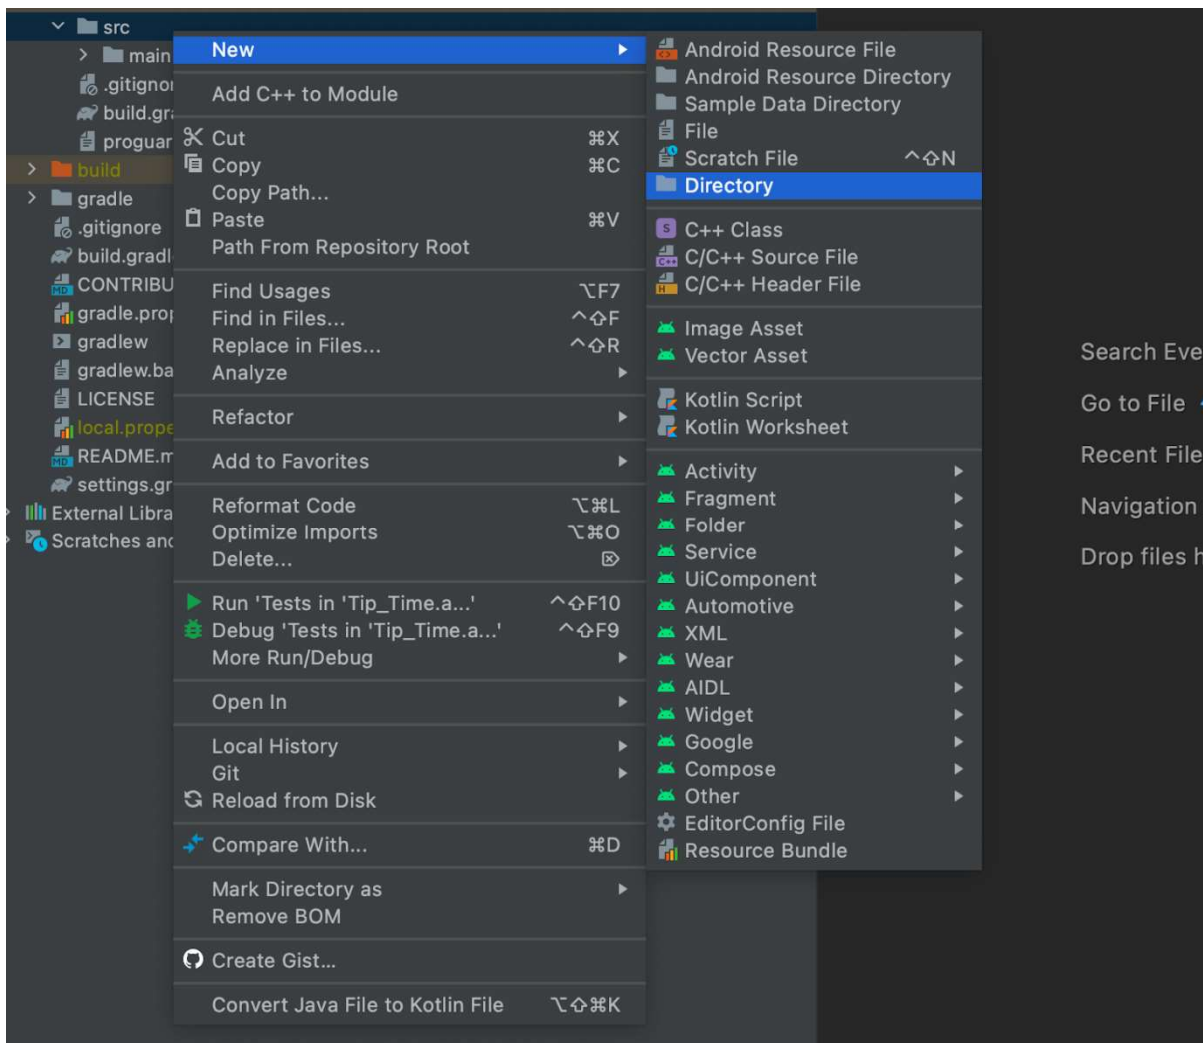 src
main
.gitignor
build.gra
proguar
build
gradle
.gitignore
build.gradl
CONTRIBU
gradle.prop
gradlew
gradlew.ba
LICENSE
local.prope
README.m
settings.gr
External Libra
Scratches and
New
Add C++ to Module
Cut ⌘X
Copy ⌘C
Copy Path...
Paste ⌘V
Path From Repository Root
Find Usages ⌥F7
Find in Files... ^⇧F
Replace in Files... ^⇧R
Analyze
Refactor
Add to Favorites
Reformat Code ⌥⌘L
Optimize Imports ⌥⌘O
Delete... ⌦
Run 'Tests in 'Tip_Time.a...' ^⇧F10
Debug 'Tests in 'Tip_Time.a...' ^⇧F9
More Run/Debug
Open In
Local History
Git
Reload from Disk
Compare With... ⌘D
Mark Directory as
Remove BOM
Create Gist...
Convert Java File to Kotlin File ⌥⇧⌘K
Android Resource File
Android Resource Directory
Sample Data Directory
File
Scratch File ^⇧N
Directory
C++ Class
C/C++ Source File
C/C++ Header File
Image Asset
Vector Asset
Kotlin Script
Kotlin Worksheet
Activity
Fragment
Folder
Service
UiComponent
Automotive
XML
Wear
AIDL
Widget
Google
Compose
Other
EditorConfig File
Resource Bundle
Search Eve
Go to File
Recent File
Navigation
Drop files h